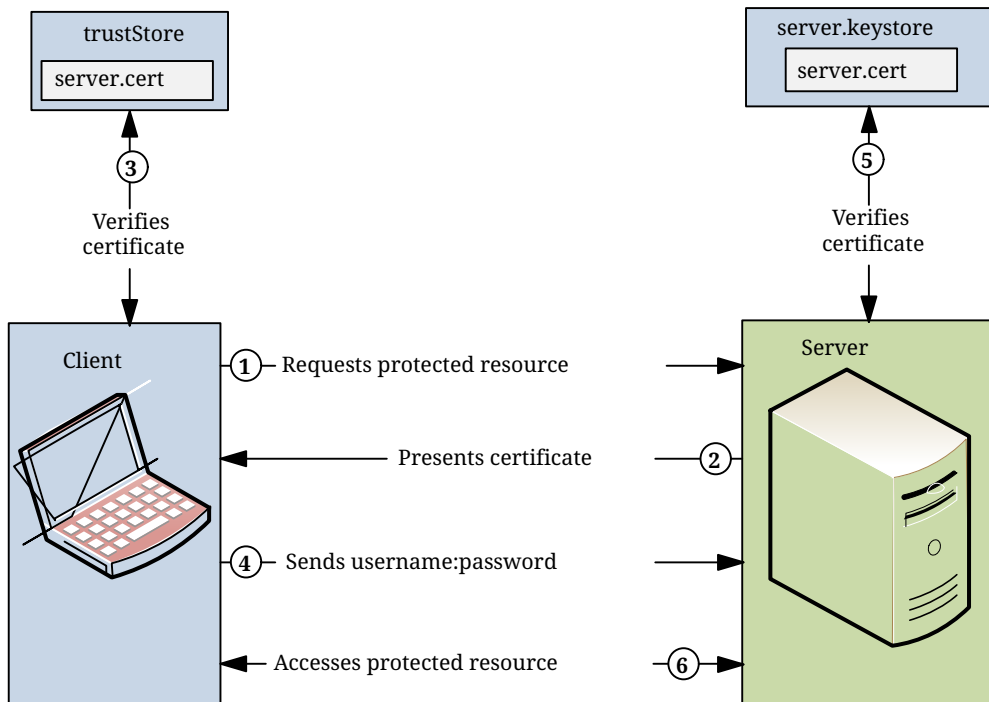 trustStore
server.cert
server.keystore
server.cert
3
5
Verifies
certificate
Verifies
certificate
Client
Server
1 Requests protected resource
Presents certificate 2
4 Sends username:password
Accesses protected resource 6